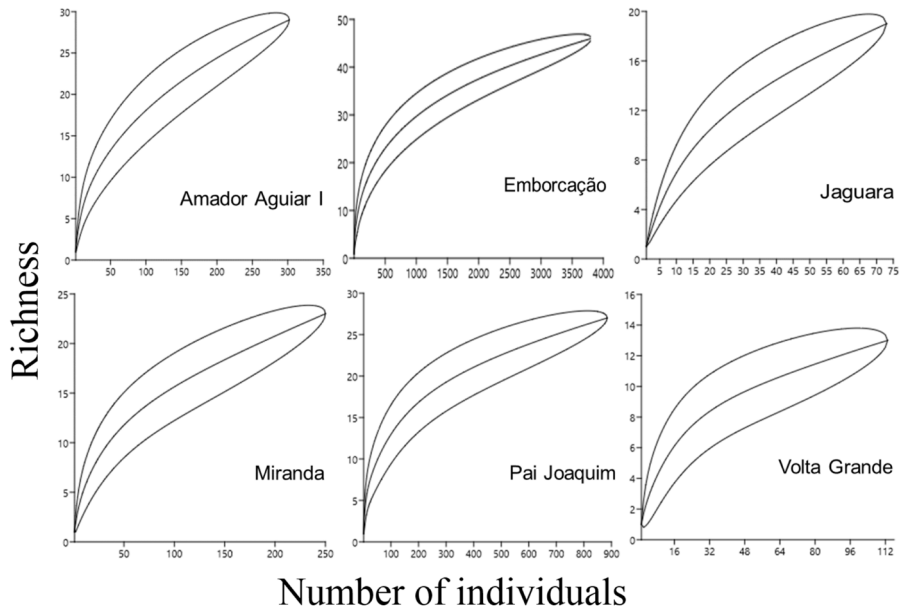 Richness
30
25
20
15
10
5
0
50 100 150 200 250 300 350
Amador Aguiar I
50
40
30
20
10
0
500 1000 1500 2000 2500 3000 3500 4000
Emborcação
20
16
12
8
4
0
5 10 15 20 25 30 35 40 45 50 55 60 65 70 75
Jaguara
25
20
15
10
5
0
50 100 150 200 250
Miranda
30
25
20
15
10
5
0
100 200 300 400 500 600 700 800 900
Pai Joaquim
16
14
12
10
8
6
4
2
0
16 32 48 64 80 96 112
Volta Grande
Number of individuals